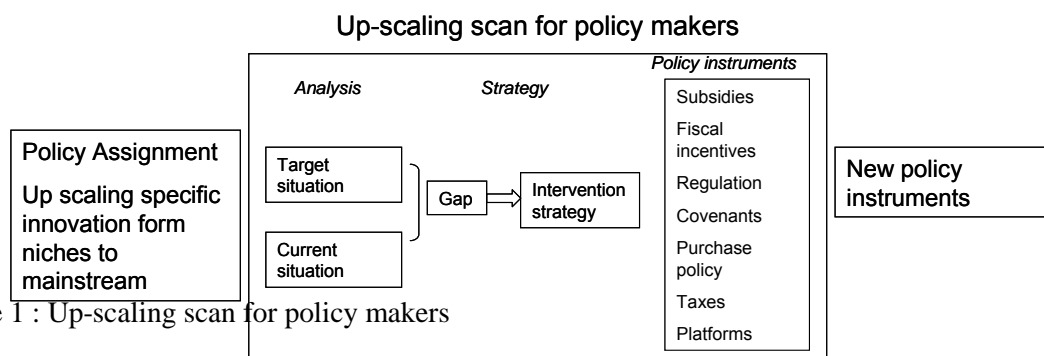 Up-scaling scan for policy makers
Policy instruments
Analysis
Strategy
Policy Assignment
Up scaling specific
innovation form
niches to
mainstream
Target
situation
Current
situation
Gap
Intervention
strategy
Subsidies
Fiscal
incentives
Regulation
Covenants
Purchase
policy
Taxes
Platforms
New policy
instruments
e 1 : Up-scaling scan for policy makers